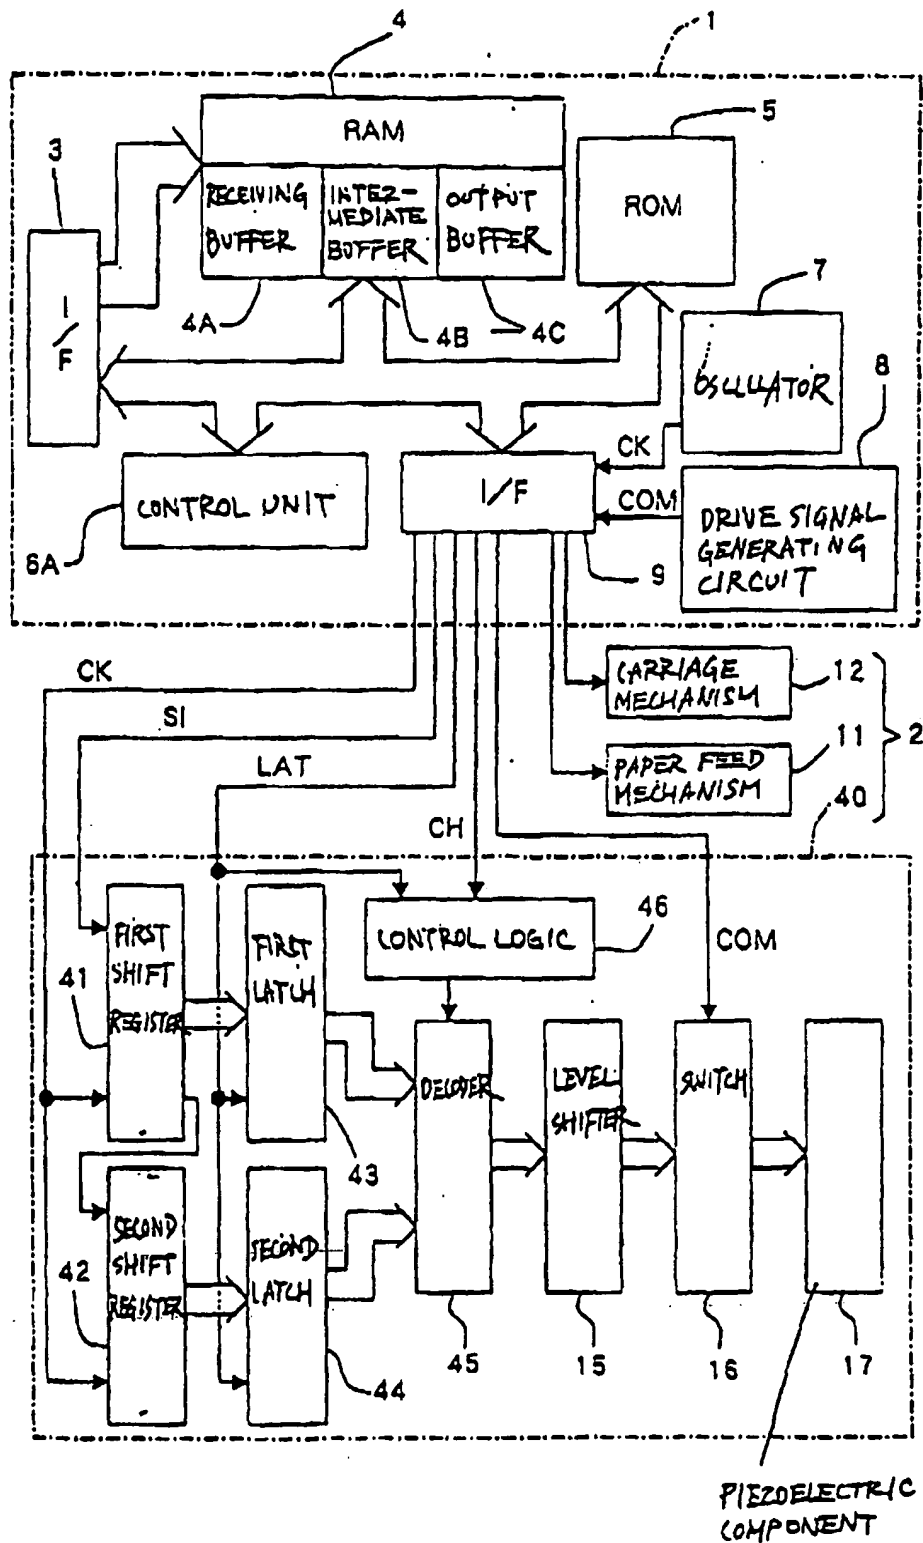 4
1
RAM
5
3
RECEIVING
BUFFER
INTER-
MEDIATE
BUFFER
OUTPUT
BUFFER
ROM
I/F
4A
4B
4C
7
OSCILLATOR
8
CK
I/F
COM
CONTROL UNIT
DRIVE SIGNAL
GENERATING
CIRCUIT
6A
9
CK
CARRIAGE
MECHANISM
12
SI
2
LAT
PAPER FEED
MECHANISM
11
40
CH
46
CONTROL LOGIC
COM
FIRST
SHIFT
REGISTER
FIRST
LATCH
41
DECODER
LEVEL
SHIFTER
SWITCH
43
SECOND
SHIFT
REGISTER
SECOND
LATCH
42
45
15
16
17
44
PIEZOELECTRIC
COMPONENT